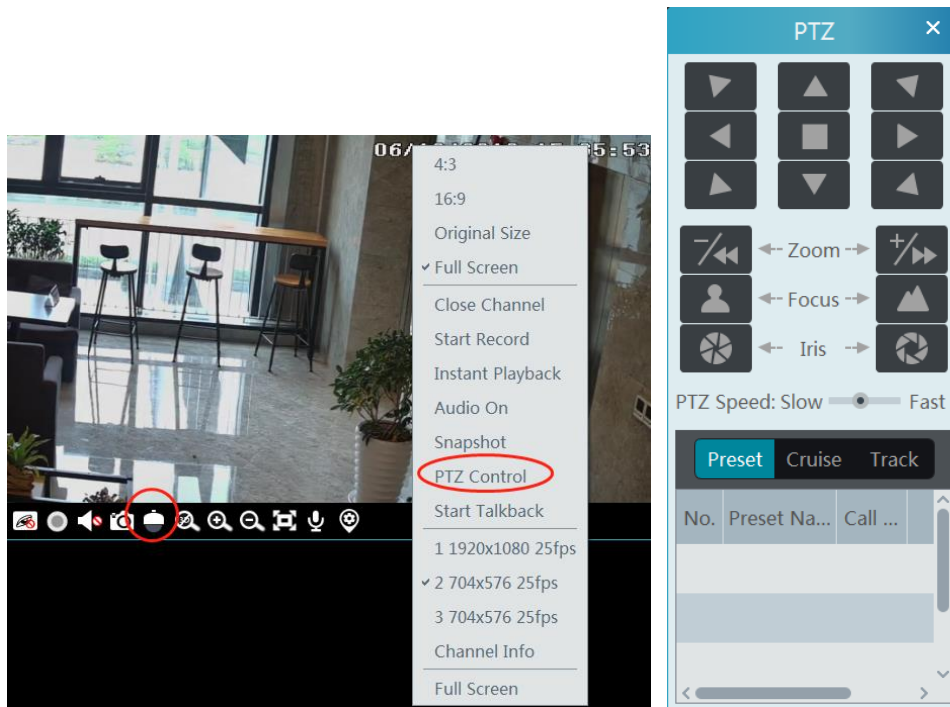 4:3
16:9
Original Size
Full Screen
Close Channel
Start Record
Instant Playback
Audio On
Snapshot
PTZ Control
Start Talkback
1 1920x1080 25fps
2 704x576 25fps
3 704x576 25fps
Channel Info
Full Screen
PTZ
Zoom
Focus
Iris
PTZ Speed: Slow Fast
Preset Cruise Track
No. Preset Na... Call ...